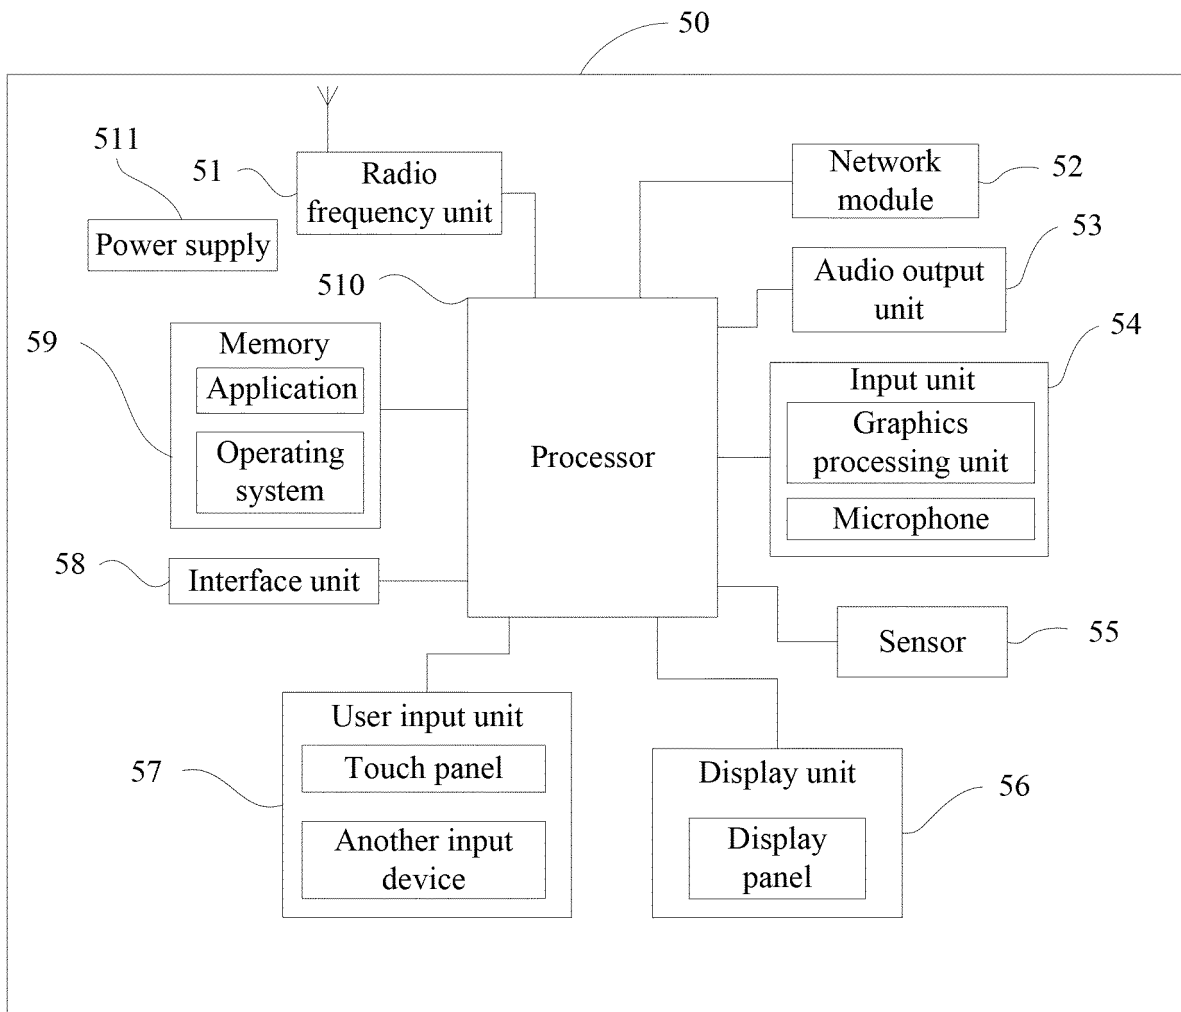 50
511
51
Radio
frequency unit
Network
module
52
Power supply
53
Audio output
unit
510
54
59
Memory
Application
Operating
system
Processor
Input unit
Graphics
processing unit
Microphone
58
Interface unit
Sensor
55
User input unit
Touch panel
Another input
device
57
Display unit
Display
panel
56